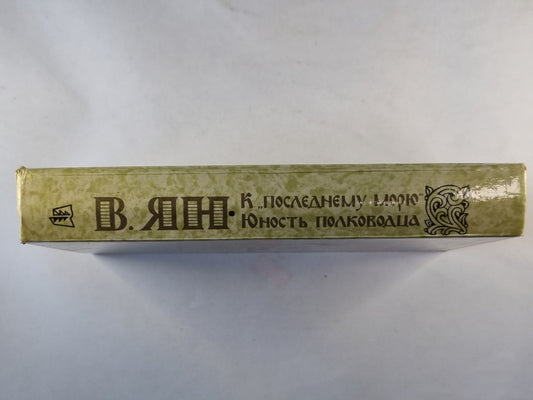 В. ЯН.
К „ПОСЛЕДНЕМУ МОРЮ"
ЮНОСТЬ ПОЛКОВОДЦА